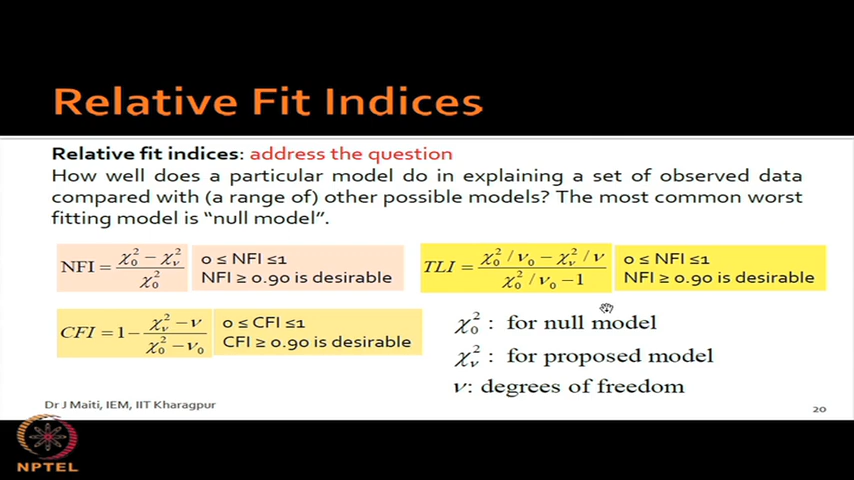 Relative Fit Indices
Relative fit indices: address the question
How well does a particular model do in explaining a set of observed data
compared with (a range of) other possible models? The most common worst
fitting model is “null model”.
NFI = (χ₀² − χᵥ²) / χ₀²
0 ≤ NFI ≤1
NFI ≥ 0.90 is desirable
TLI = (χ₀² / ν₀ − χᵥ² / ν) / (χ₀² / ν₀ − 1)
0 ≤ NFI ≤1
NFI ≥ 0.90 is desirable
CFI = 1 − (χᵥ² − ν) / (χ₀² − ν₀)
0 ≤ CFI ≤1
CFI ≥ 0.90 is desirable
χ₀² : for null model
χᵥ² : for proposed model
ν: degrees of freedom
Dr J Maiti, IEM, IIT Kharagpur
20
NPTEL